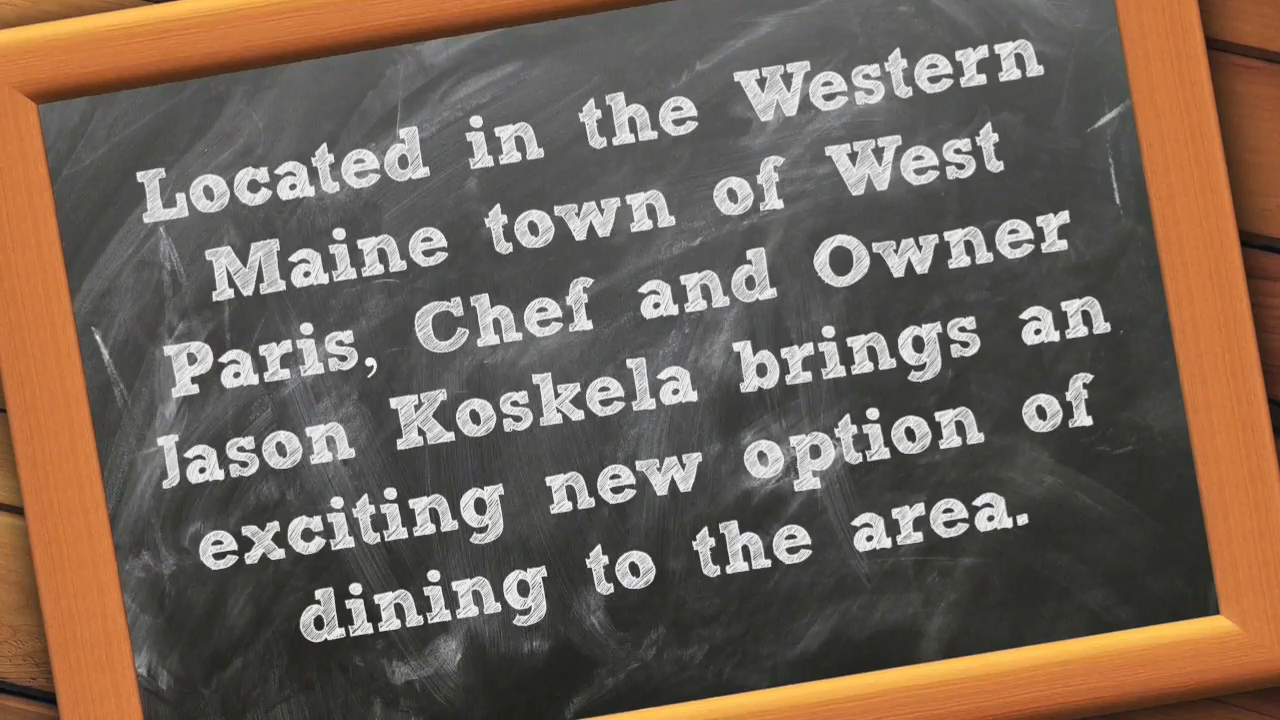 Located in the Western
Maine town of West
Paris, Chef and Owner
Jason Koskela brings an
exciting new option of
dining to the area.